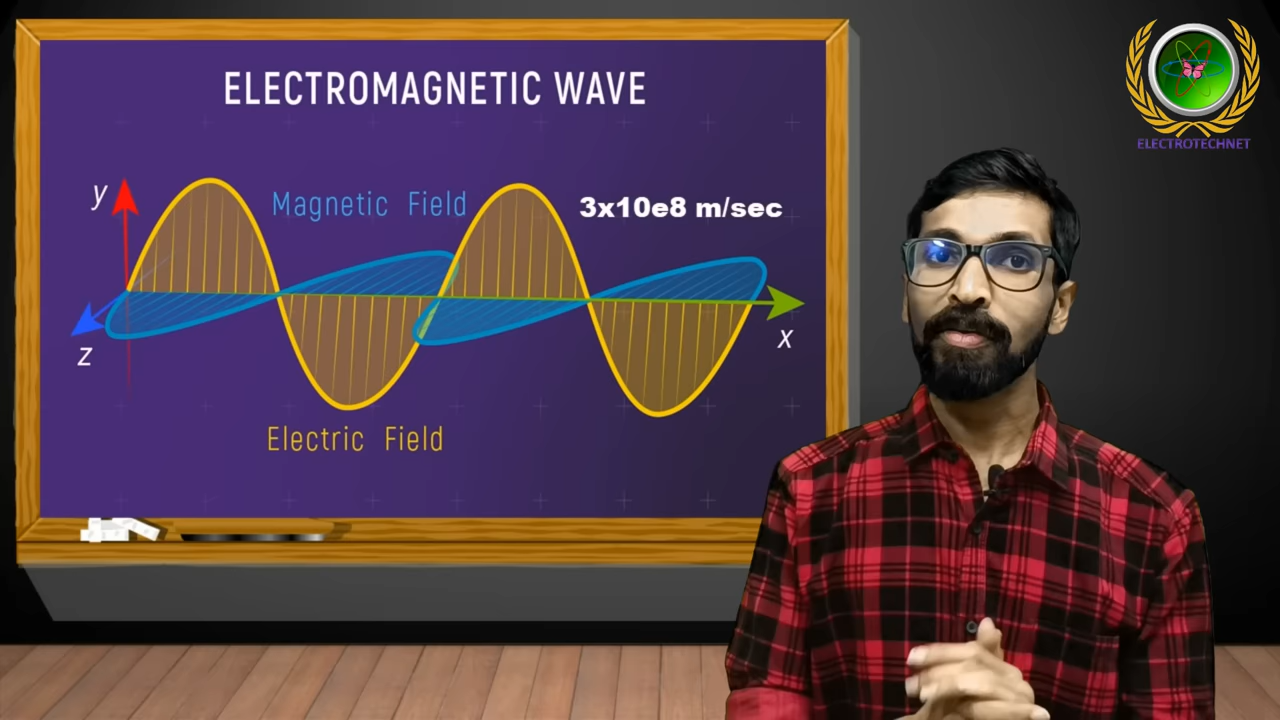 ELECTROMAGNETIC WAVE
y
Magnetic Field
3x10e8 m/sec
z
x
Electric Field
ELECTROTECHNET